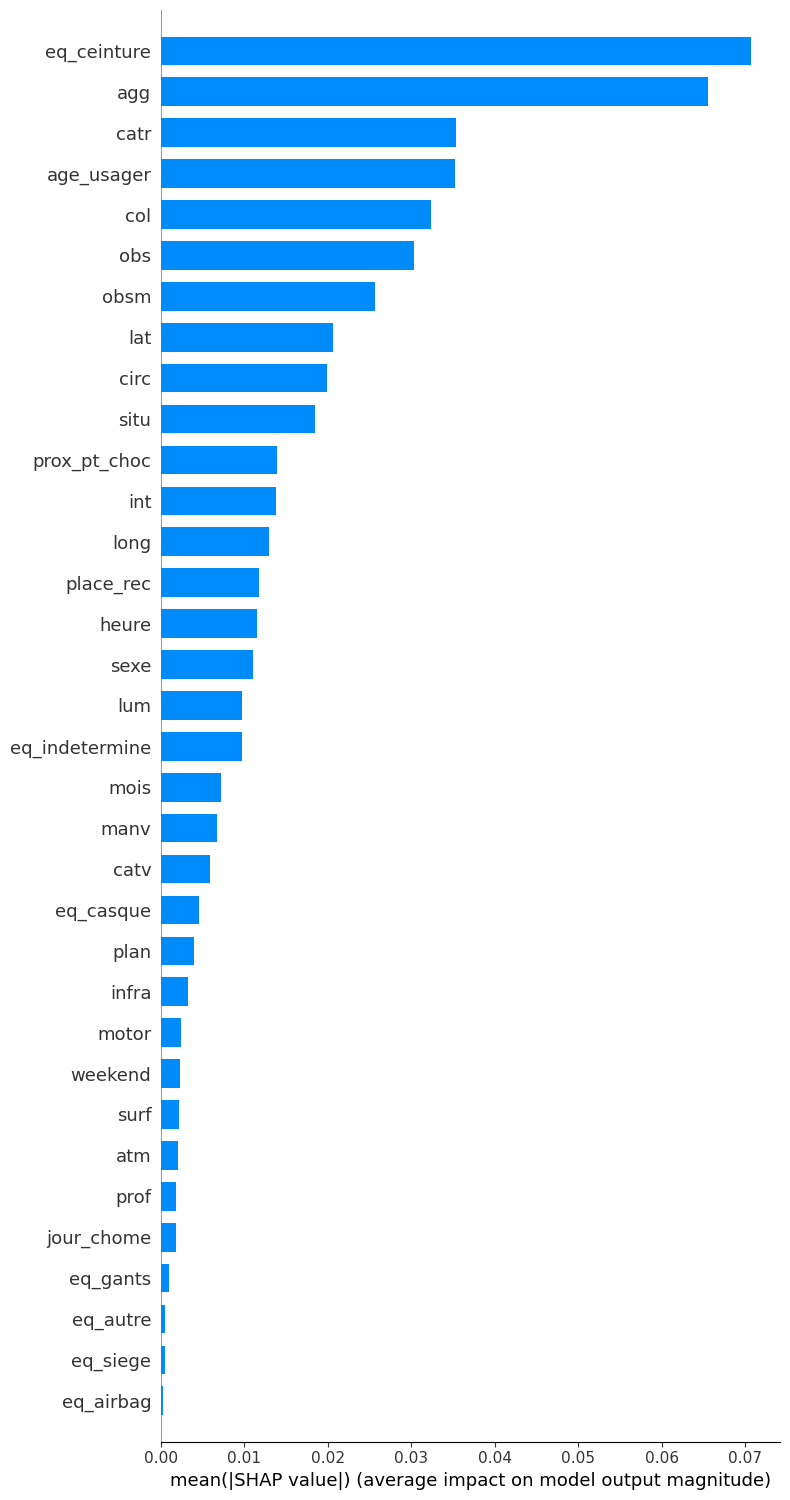 eq_ceinture
agg
catr
age_usager
col
obs
obsm
lat
circ
situ
prox_pt_choc
int
long
place_rec
heure
sexe
lum
eq_indetermine
mois
manv
catv
eq_casque
plan
infra
motor
weekend
surf
atm
prof
jour_chome
eq_gants
eq_autre
eq_siege
eq_airbag
0.00 0.01 0.02 0.03 0.04 0.05 0.06 0.07
mean(|SHAP value|) (average impact on model output magnitude)